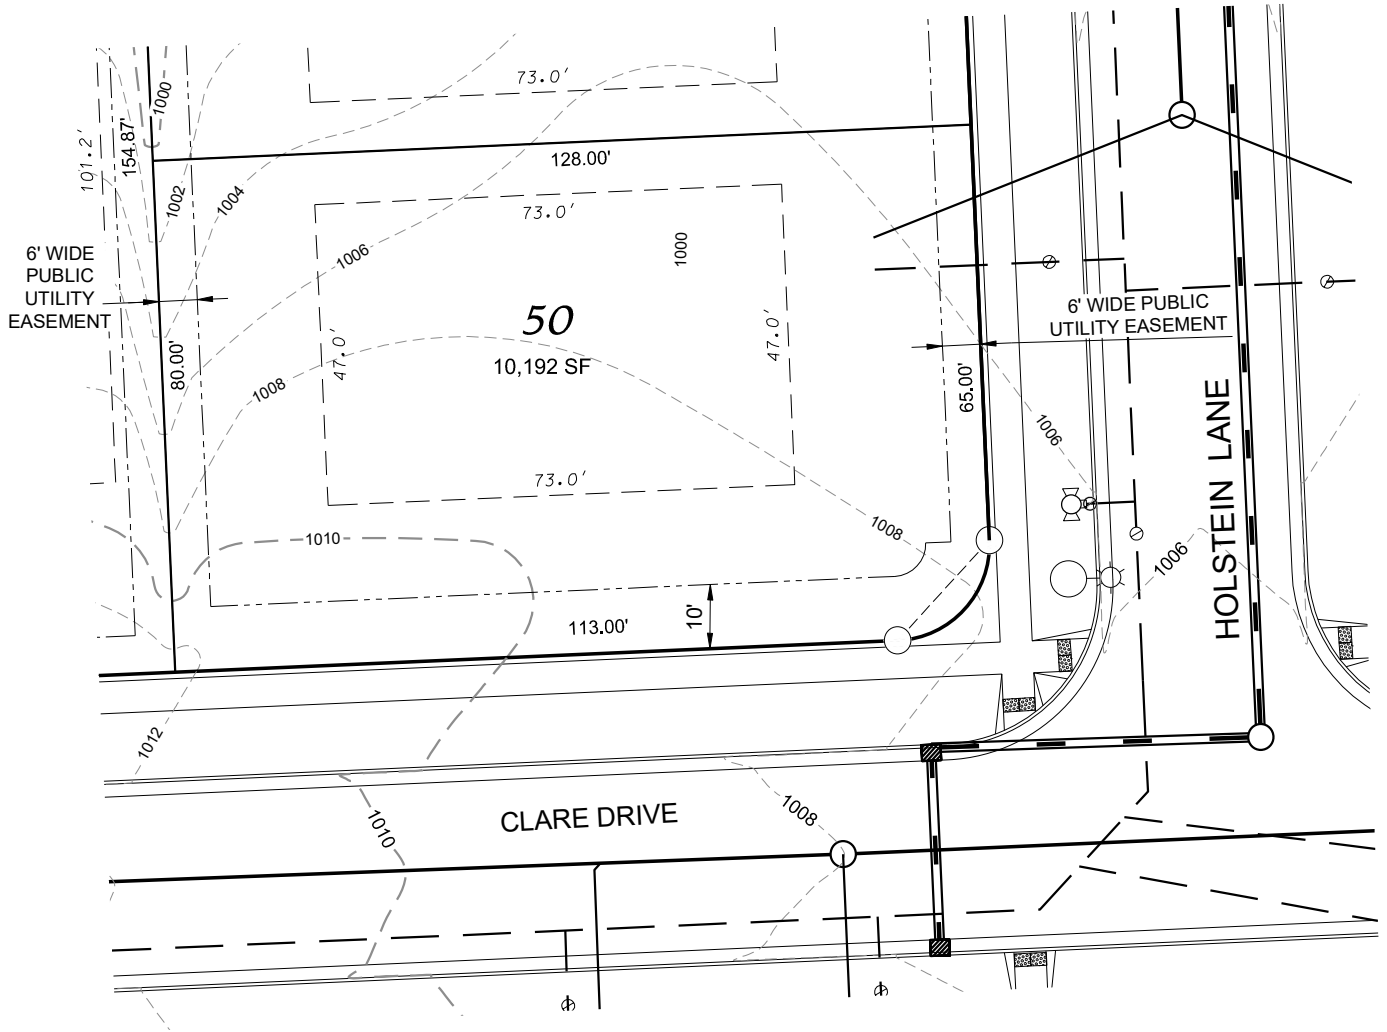 73.0'
1000
154.87'
101.2'
128.00'
1002
1004
73.0'
6' WIDE
PUBLIC
UTILITY
EASEMENT
1006
1000
6' WIDE PUBLIC
UTILITY EASEMENT
50
10,192 SF
47.0'
47.0'
80.00'
1008
65.00'
1006
HOLSTEIN LANE
73.0'
1008
1010
1006
113.00'
10'
1012
CLARE DRIVE
1010
1008